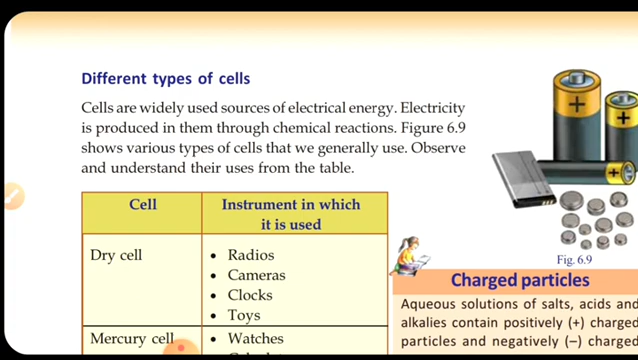 Different types of cells
Cells are widely used sources of electrical energy. Electricity
is produced in them through chemical reactions. Figure 6.9
shows various types of cells that we generally use. Observe
and understand their uses from the table.
Cell
Instrument in which
it is used
Dry cell
• Radios
• Cameras
• Clocks
• Toys
Mercury cell
• Watches
+
+
+
Fig. 6.9
Charged particles
Aqueous solutions of salts, acids and
alkalies contain positively (+) charged
particles and negatively (–) charged